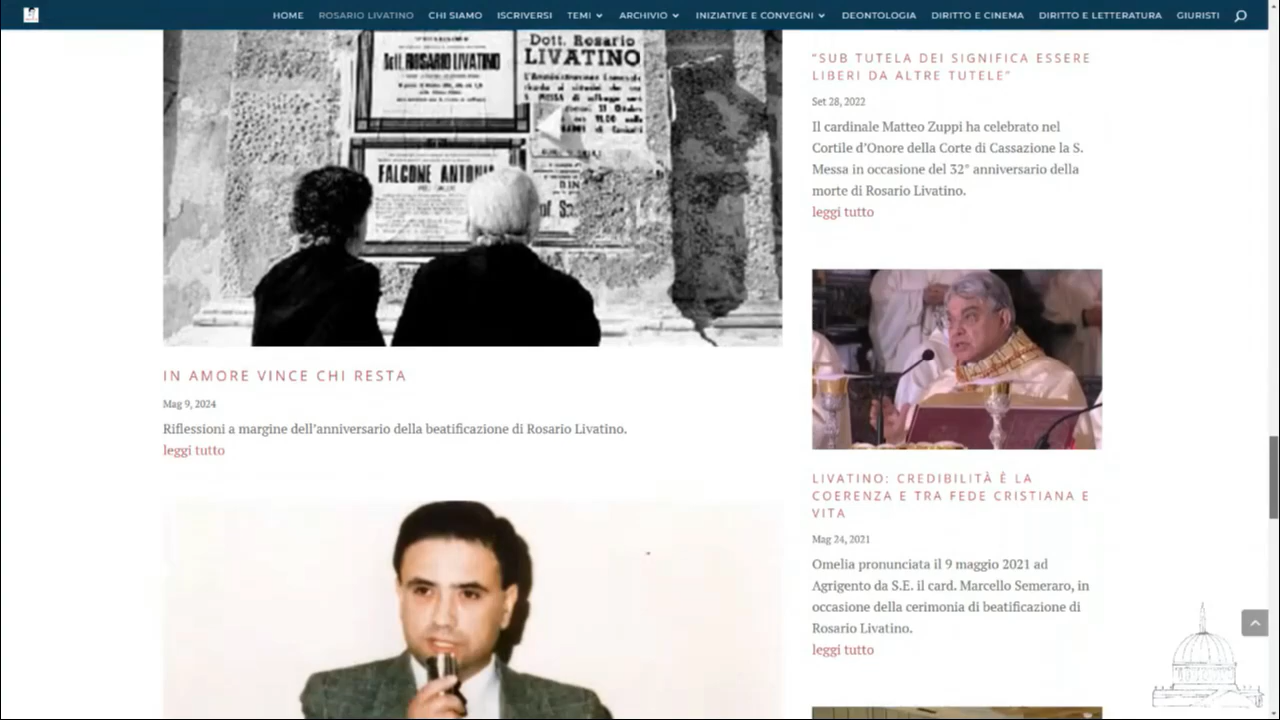 HOME ROSARIO LIVATINO CHI SIAMO ISCRIVERSI TEMI ARCHIVIO INIZIATIVE E CONVEGNI DEONTOLOGIA DIRITTO E CINEMA DIRITTO E LETTERATURA GIURISTI
Dott. ROSARIO LIVATINO
Dott. Rosario
LIVATINO
FALCONE
IN AMORE VINCE CHI RESTA
Mag 9, 2024
Riflessioni a margine dell’anniversario della beatificazione di Rosario Livatino.
leggi tutto
“SUB TUTELA DEI SIGNIFICA ESSERE
LIBERI DA ALTRE TUTELE”
Set 28, 2022
Il cardinale Matteo Zuppi ha celebrato nel
Cortile d’Onore della Corte di Cassazione la S.
Messa in occasione del 32° anniversario della
morte di Rosario Livatino.
leggi tutto
LIVATINO: CREDIBILITÀ È LA
COERENZA E TRA FEDE CRISTIANA E
VITA
Mag 24, 2021
Omelia pronunciata il 9 maggio 2021 ad
Agrigento da S.E. il card. Marcello Semeraro, in
occasione della cerimonia di beatificazione di
Rosario Livatino.
leggi tutto